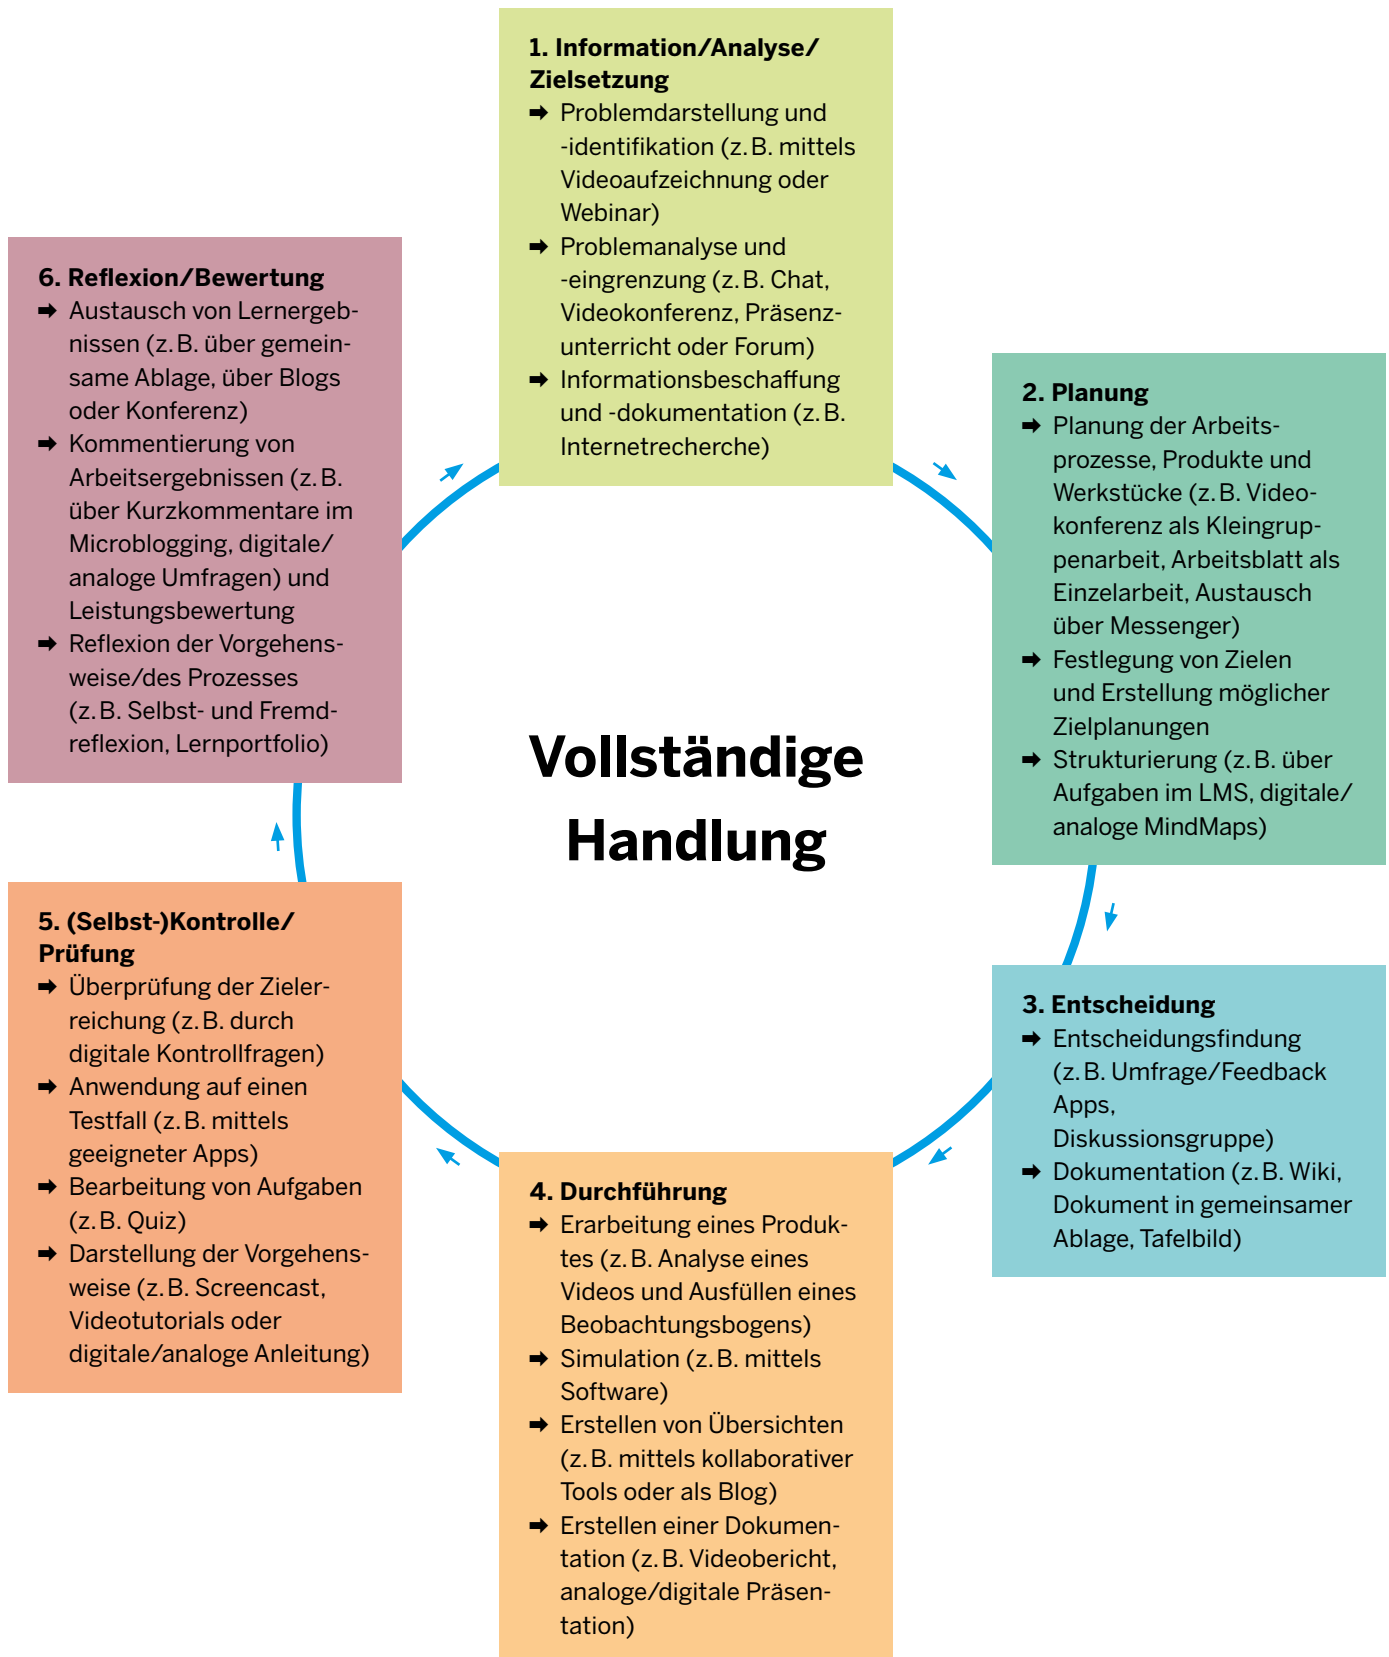 1. Information/Analyse/
Zielsetzung
➡ Problemdarstellung und
-identifikation (z. B. mittels
Videoaufzeichnung oder
Webinar)
➡ Problemanalyse und
-eingrenzung (z. B. Chat,
Videokonferenz, Präsenz-
unterricht oder Forum)
➡ Informationsbeschaffung
und -dokumentation (z. B.
Internetrecherche)
2. Planung
➡ Planung der Arbeits-
prozesse, Produkte und
Werkstücke (z. B. Video-
konferenz als Kleingrup-
penarbeit, Arbeitsblatt als
Einzelarbeit, Austausch
über Messenger)
➡ Festlegung von Zielen
und Erstellung möglicher
Zielplanungen
➡ Strukturierung (z. B. über
Aufgaben im LMS, digitale/
analoge MindMaps)
3. Entscheidung
➡ Entscheidungsfindung
(z. B. Umfrage/Feedback
Apps,
Diskussionsgruppe)
➡ Dokumentation (z. B. Wiki,
Dokument in gemeinsamer
Ablage, Tafelbild)
4. Durchführung
➡ Erarbeitung eines Produk-
tes (z. B. Analyse eines
Videos und Ausfüllen eines
Beobachtungsbogens)
➡ Simulation (z. B. mittels
Software)
➡ Erstellen von Übersichten
(z. B. mittels kollaborativer
Tools oder als Blog)
➡ Erstellen einer Dokumen-
tation (z. B. Videobericht,
analoge/digitale Präsen-
tation)
5. (Selbst-)Kontrolle/
Prüfung
➡ Überprüfung der Zieler-
reichung (z. B. durch
digitale Kontrollfragen)
➡ Anwendung auf einen
Testfall (z. B. mittels
geeigneter Apps)
➡ Bearbeitung von Aufgaben
(z. B. Quiz)
➡ Darstellung der Vorgehens-
weise (z. B. Screencast,
Videotutorials oder
digitale/analoge Anleitung)
6. Reflexion/Bewertung
➡ Austausch von Lernergeb-
nissen (z. B. über gemein-
same Ablage, über Blogs
oder Konferenz)
➡ Kommentierung von
Arbeitsergebnissen (z. B.
über Kurzkommentare im
Microblogging, digitale/
analoge Umfragen) und
Leistungsbewertung
➡ Reflexion der Vorgehens-
weise/des Prozesses
(z. B. Selbst- und Fremd-
reflexion, Lernportfolio)
Vollständige
Handlung